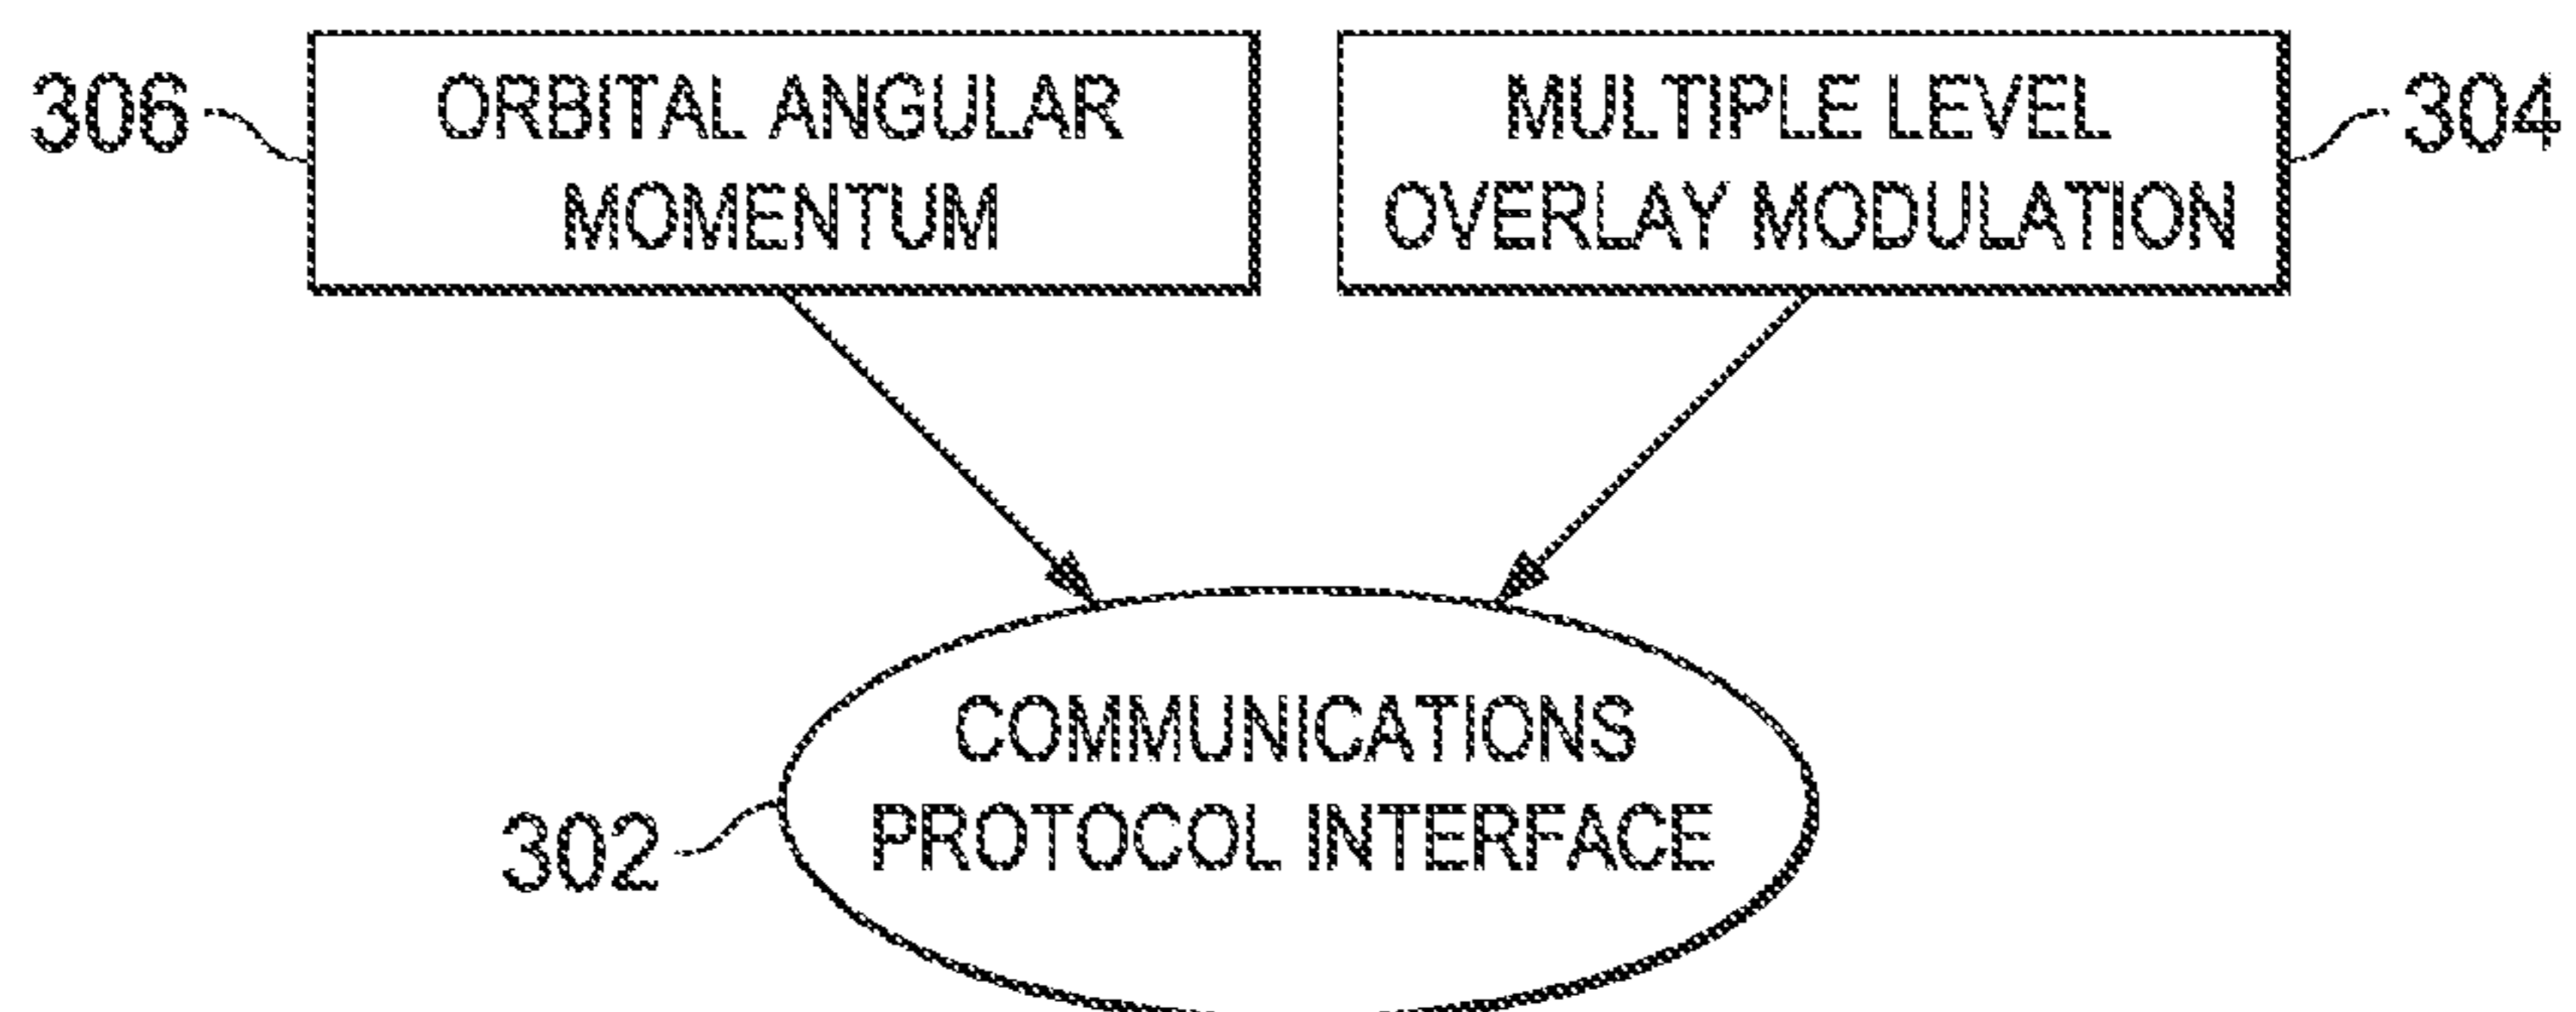 306
ORBITAL ANGULAR
MOMENTUM
MULTIPLE LEVEL
OVERLAY MODULATION
304
COMMUNICATIONS
PROTOCOL INTERFACE
302